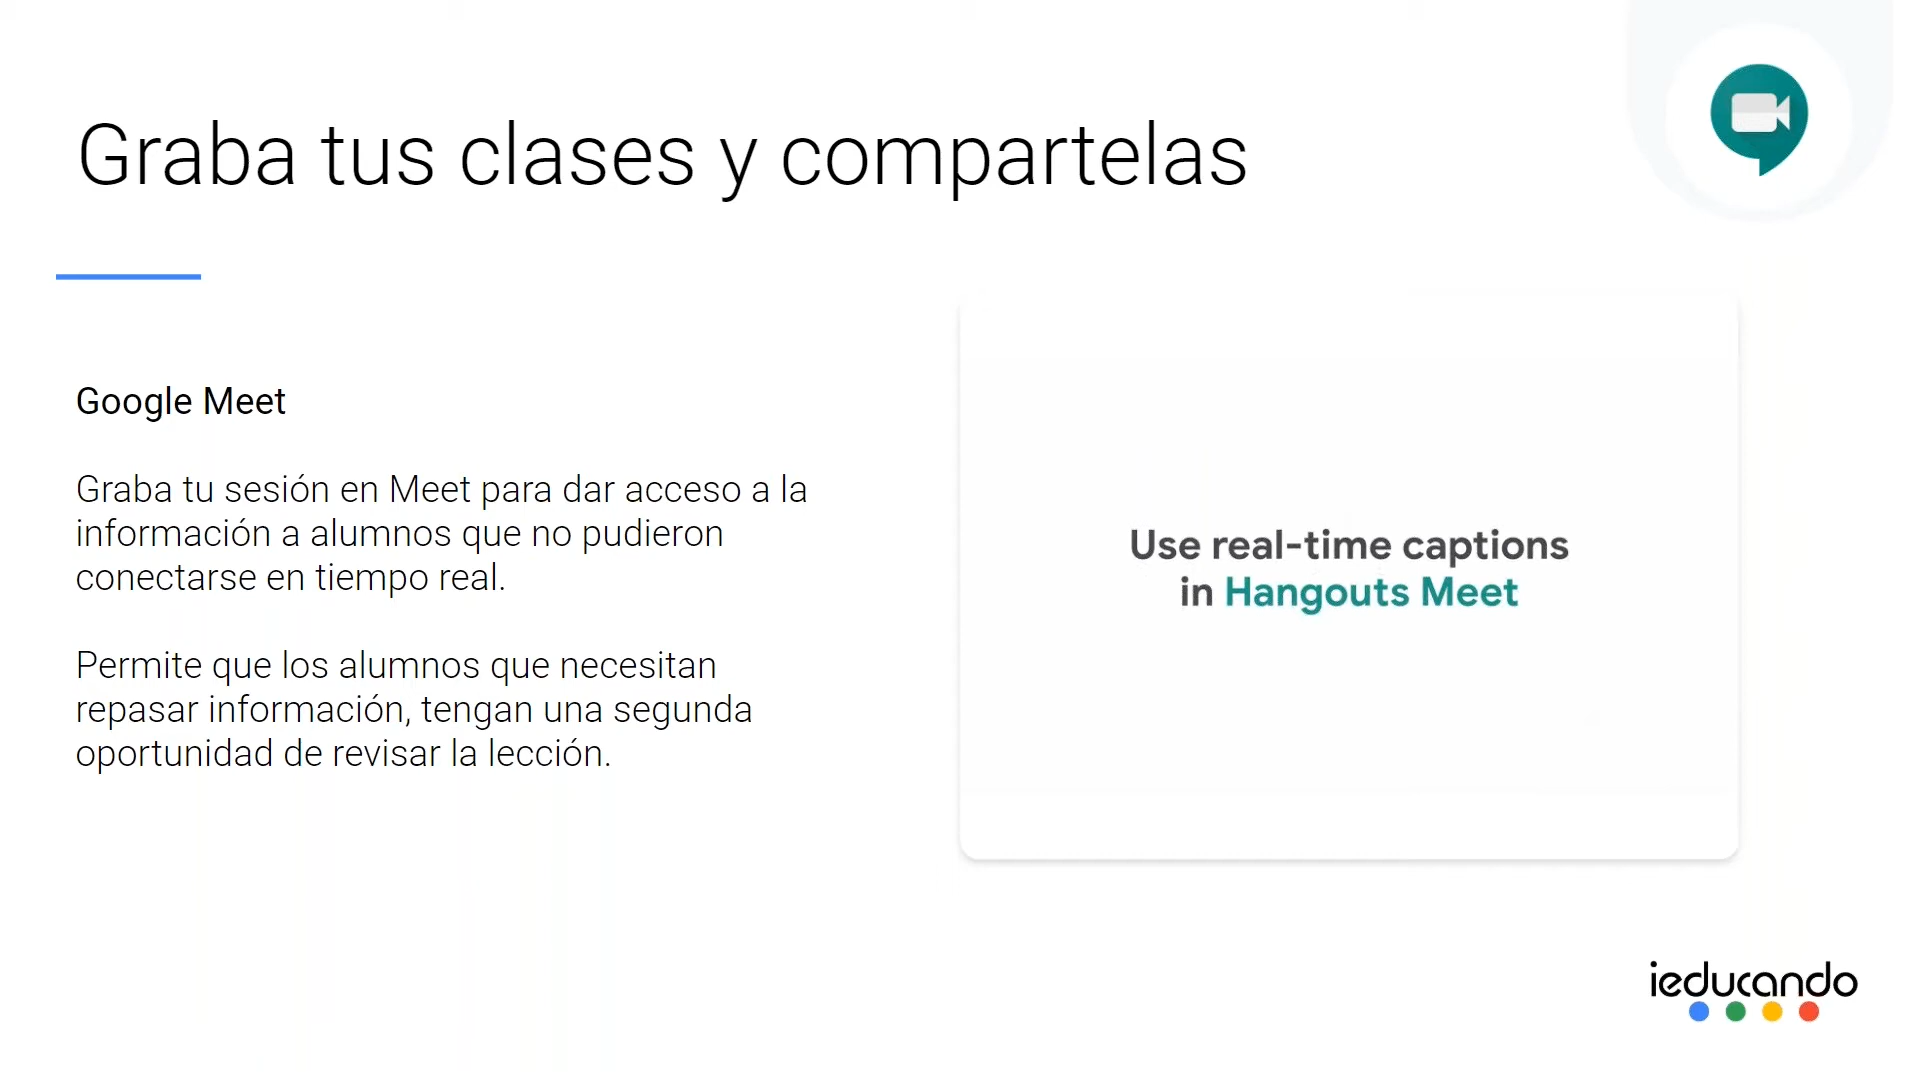 Graba tus clases y compartelas
Google Meet
Graba tu sesión en Meet para dar acceso a la
información a alumnos que no pudieron
conectarse en tiempo real.
Permite que los alumnos que necesitan
repasar información, tengan una segunda
oportunidad de revisar la lección.
Use real-time captions
in Hangouts Meet
ieducando